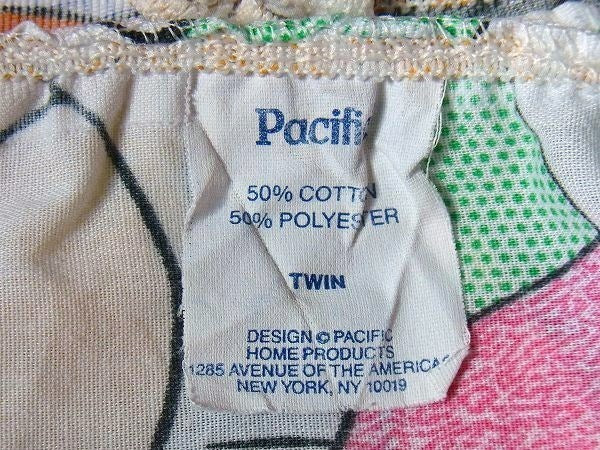 Pacific
50% COTTON
50% POLYESTER
TWIN
DESIGN © PACIFIC
HOME PRODUCTS
1285 AVENUE OF THE AMERICAS
NEW YORK, NY 10019